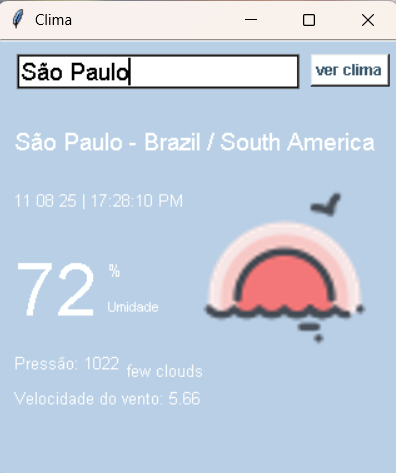 Clima
São Paulo
ver clima
São Paulo - Brazil / South America
11 08 25 | 17:28:10 PM
72 %
Umidade
Pressão: 1022
few clouds
Velocidade do vento: 5.66